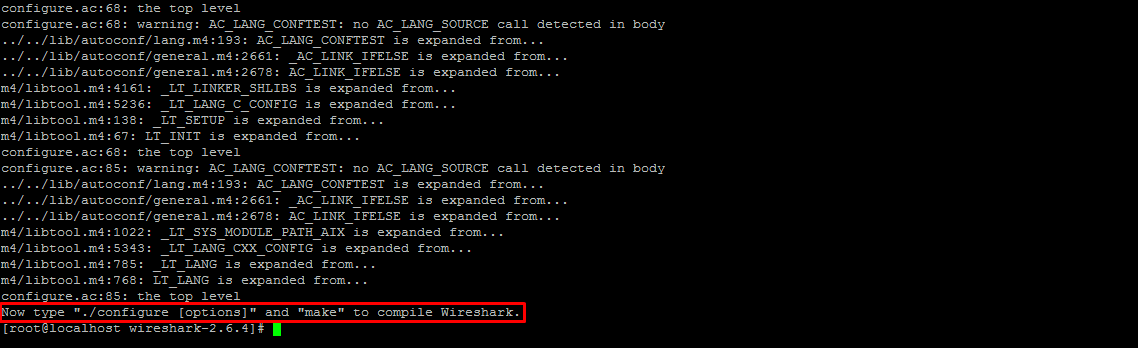 configure.ac:68: the top level
configure.ac:68: warning: AC_LANG_CONFTEST: no AC_LANG_SOURCE call detected in body
../../lib/autoconf/lang.m4:193: AC_LANG_CONFTEST is expanded from...
../../lib/autoconf/general.m4:2661: _AC_LINK_IFELSE is expanded from...
../../lib/autoconf/general.m4:2678: AC_LINK_IFELSE is expanded from...
m4/libtool.m4:4161: _LT_LINKER_SHLIBS is expanded from...
m4/libtool.m4:5236: _LT_LANG_C_CONFIG is expanded from...
m4/libtool.m4:138: _LT_SETUP is expanded from...
m4/libtool.m4:67: LT_INIT is expanded from...
configure.ac:68: the top level
configure.ac:85: warning: AC_LANG_CONFTEST: no AC_LANG_SOURCE call detected in body
../../lib/autoconf/lang.m4:193: AC_LANG_CONFTEST is expanded from...
../../lib/autoconf/general.m4:2661: _AC_LINK_IFELSE is expanded from...
../../lib/autoconf/general.m4:2678: AC_LINK_IFELSE is expanded from...
m4/libtool.m4:1022: _LT_SYS_MODULE_PATH_AIX is expanded from...
m4/libtool.m4:5343: _LT_LANG_CXX_CONFIG is expanded from...
m4/libtool.m4:785: _LT_LANG is expanded from...
m4/libtool.m4:768: LT_LANG is expanded from...
configure.ac:85: the top level
Now type "./configure [options]" and "make" to compile Wireshark.
[root@localhost wireshark-2.6.4]#